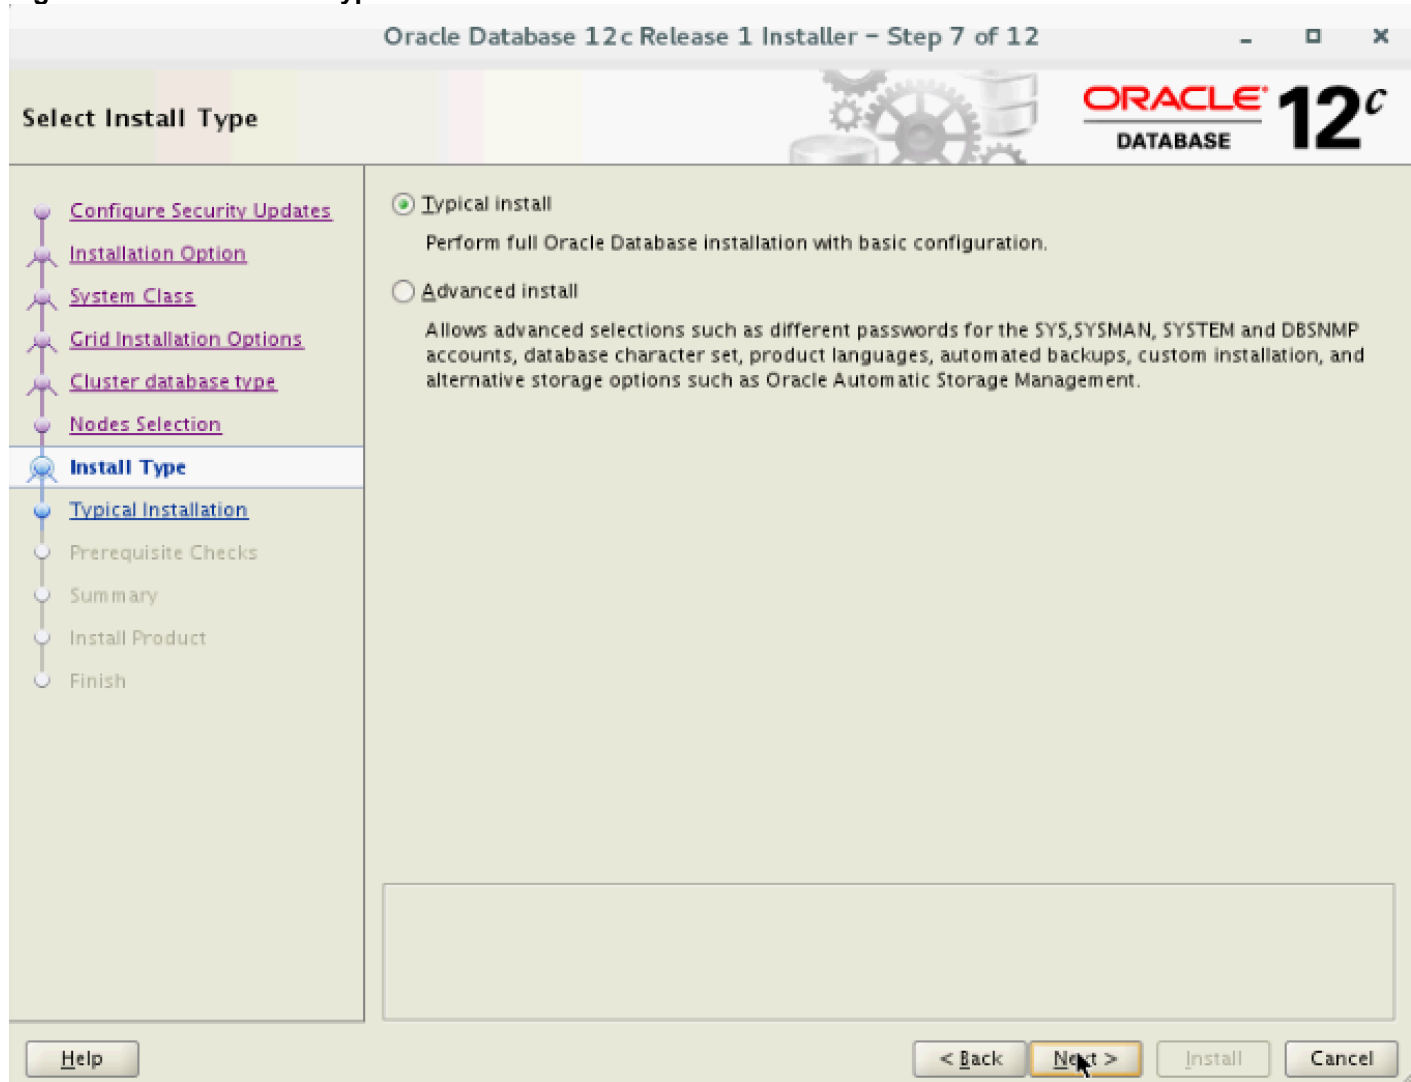 Oracle Database 12c Release 1 Installer - Step 7 of 12
Select Install Type
ORACLE
DATABASE
12c
Configure Security Updates
Installation Option
System Class
Grid Installation Options
Cluster database type
Nodes Selection
Install Type
Typical Installation
Prerequisite Checks
Summary
Install Product
Finish
Typical install
Perform full Oracle Database installation with basic configuration.
Advanced install
Allows advanced selections such as different passwords for the SYS,SYSMAN, SYSTEM and DBSNMP
accounts, database character set, product languages, automated backups, custom installation, and
alternative storage options such as Oracle Automatic Storage Management.
Help
< Back
Next >
Install
Cancel